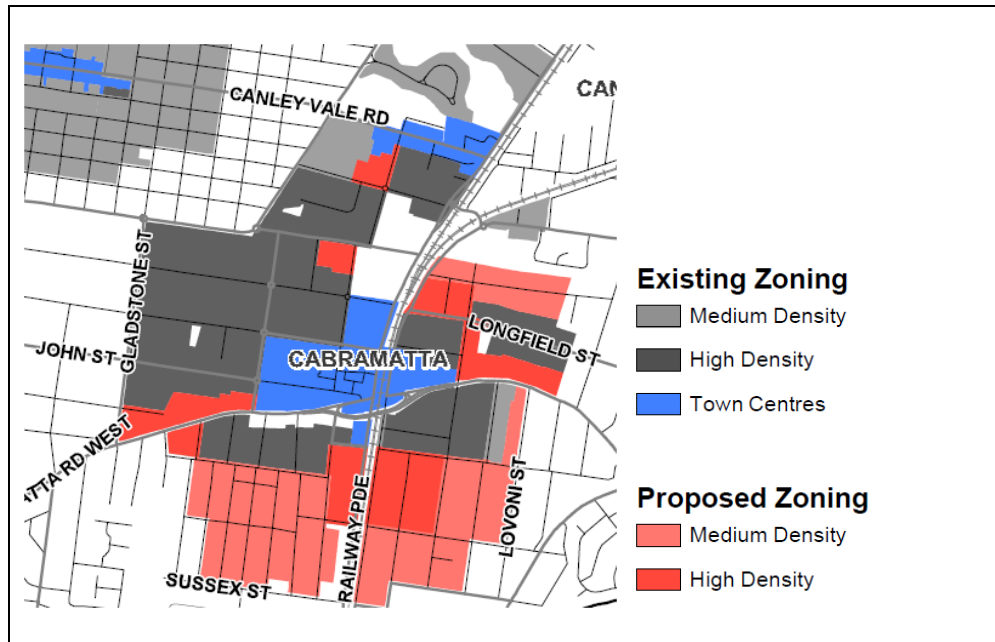 CANLEY VALE RD
CAN
GLADSTONE ST
JOHN ST
CABRAMATTA
LONGFIELD ST
ATTA RD WEST
RAILWAY PDE
LOVONI ST
SUSSEX ST
Existing Zoning
Medium Density
High Density
Town Centres
Proposed Zoning
Medium Density
High Density